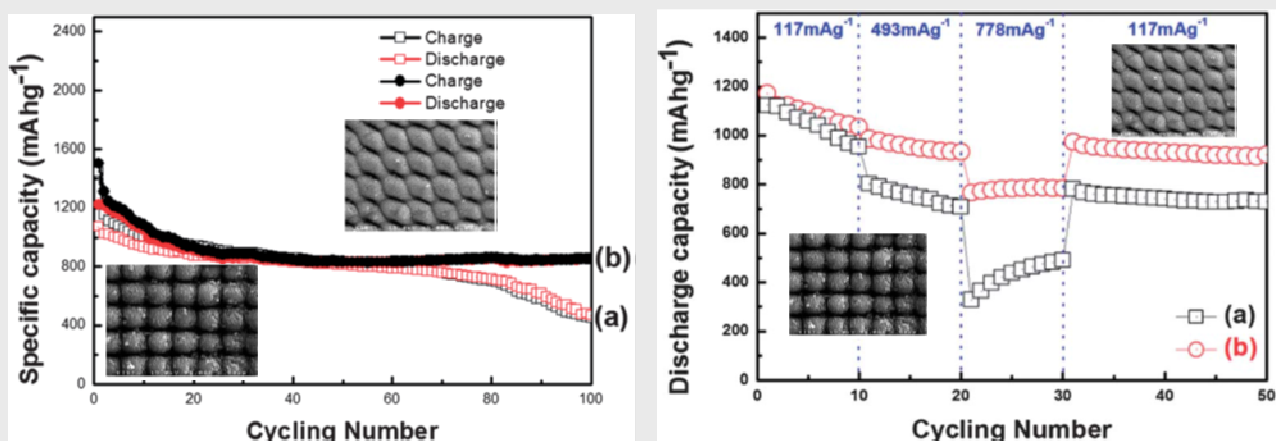 2400
2000
1600
1200
800
400
0
Specific capacity (mAhg⁻¹)
Charge
Discharge
Charge
Discharge
(b)
(a)
0 20 40 60 80 100
Cycling Number
117mAg⁻¹ 493mAg⁻¹ 778mAg⁻¹ 117mAg⁻¹
1400
1200
1000
800
600
400
300
0
Discharge capacity (mAhg⁻¹)
(a)
(b)
0 10 20 30 40 50
Cycling Number